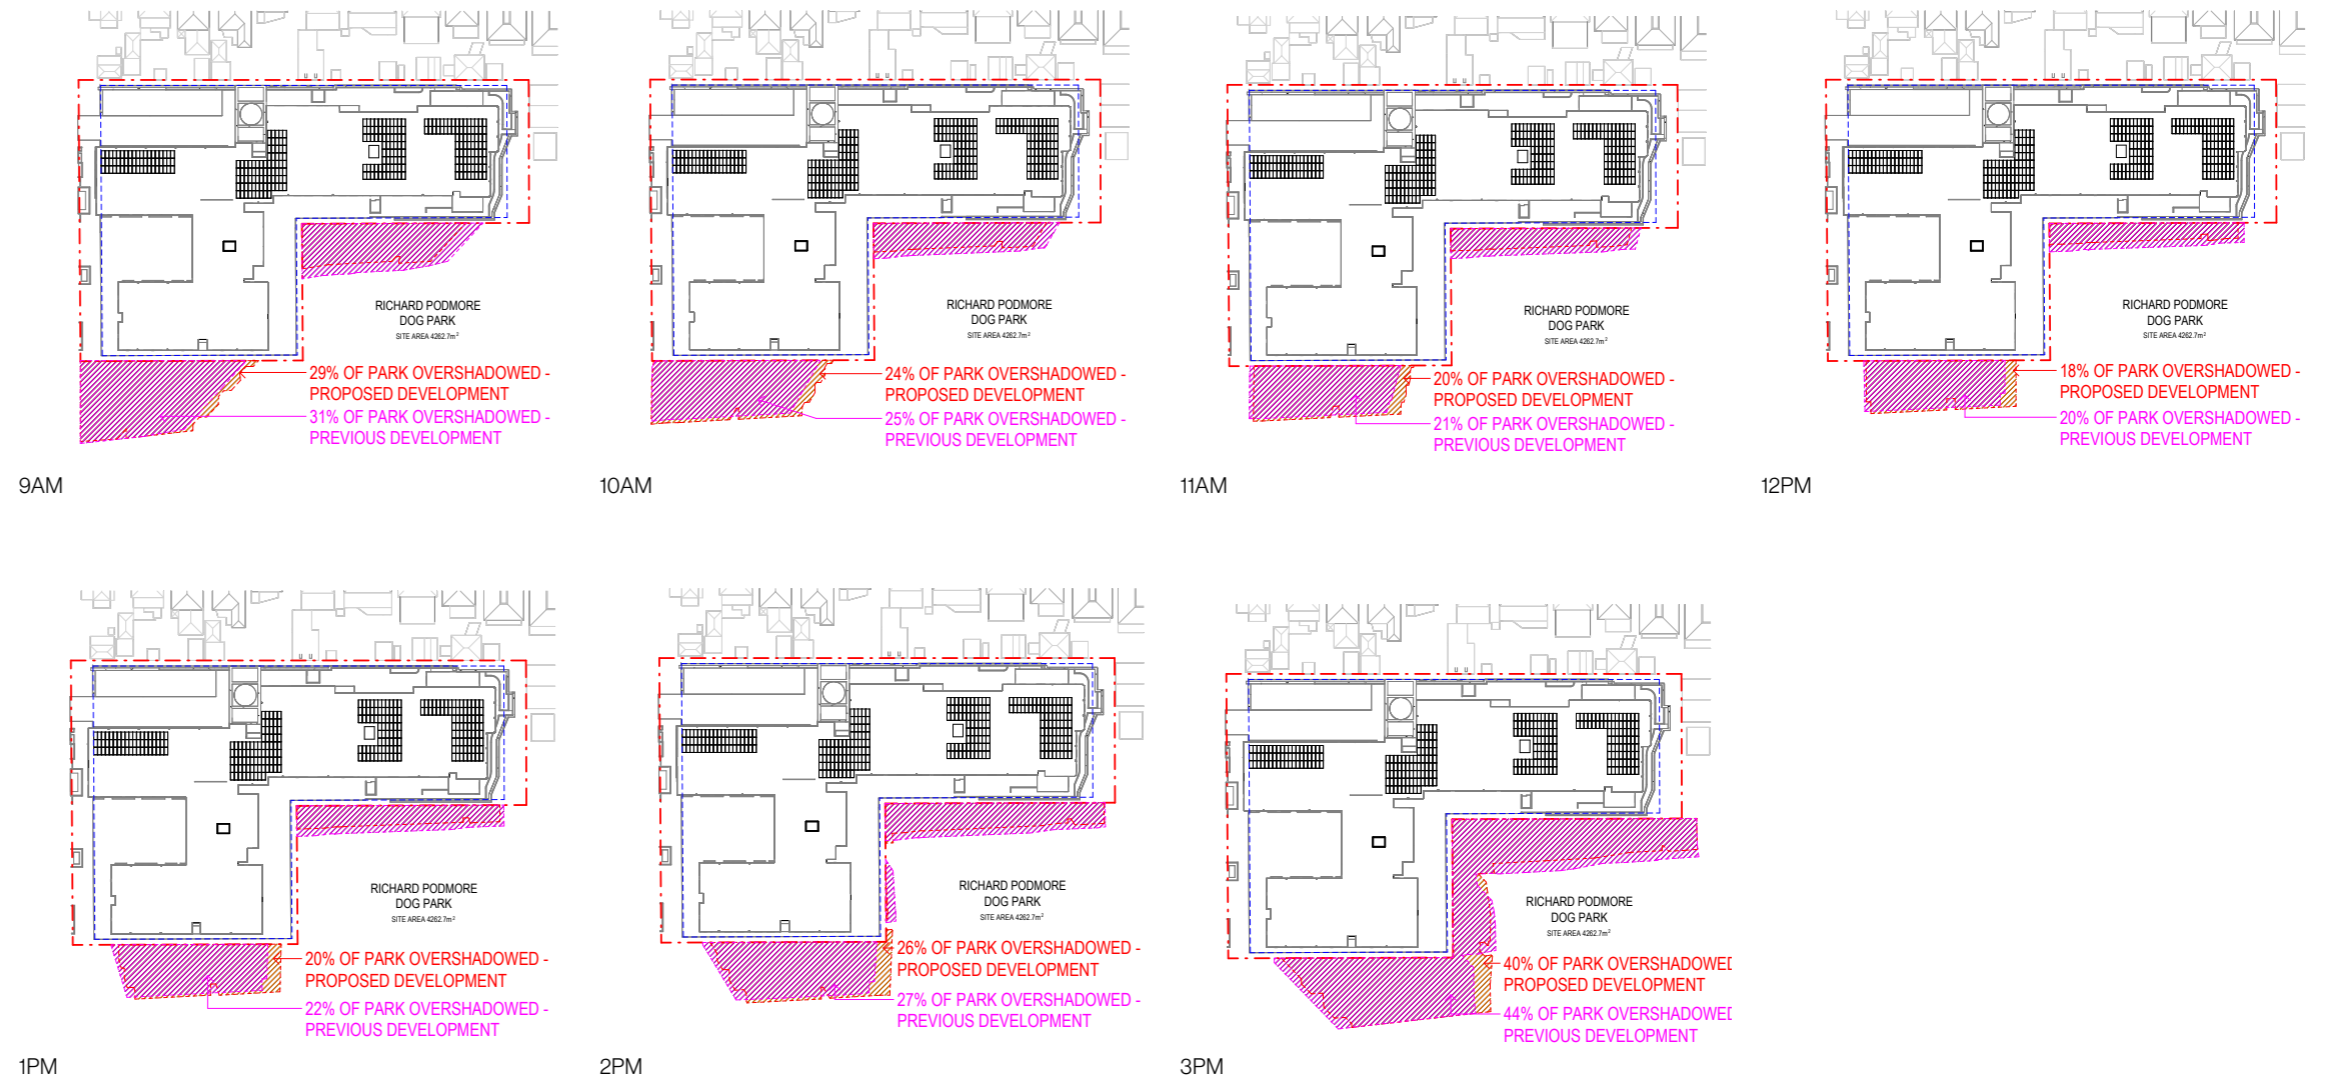 RICHARD PODMORE
DOG PARK
SITE AREA 4262.7m²
29% OF PARK OVERSHADOWED -
PROPOSED DEVELOPMENT
31% OF PARK OVERSHADOWED -
PREVIOUS DEVELOPMENT
9AM
RICHARD PODMORE
DOG PARK
SITE AREA 4262.7m²
24% OF PARK OVERSHADOWED -
PROPOSED DEVELOPMENT
25% OF PARK OVERSHADOWED -
PREVIOUS DEVELOPMENT
10AM
RICHARD PODMORE
DOG PARK
SITE AREA 4262.7m²
20% OF PARK OVERSHADOWED -
PROPOSED DEVELOPMENT
21% OF PARK OVERSHADOWED -
PREVIOUS DEVELOPMENT
11AM
RICHARD PODMORE
DOG PARK
SITE AREA 4262.7m²
18% OF PARK OVERSHADOWED -
PROPOSED DEVELOPMENT
20% OF PARK OVERSHADOWED -
PREVIOUS DEVELOPMENT
12PM
RICHARD PODMORE
DOG PARK
SITE AREA 4262.7m²
20% OF PARK OVERSHADOWED -
PROPOSED DEVELOPMENT
22% OF PARK OVERSHADOWED -
PREVIOUS DEVELOPMENT
1PM
RICHARD PODMORE
DOG PARK
SITE AREA 4262.7m²
26% OF PARK OVERSHADOWED -
PROPOSED DEVELOPMENT
27% OF PARK OVERSHADOWED -
PREVIOUS DEVELOPMENT
2PM
RICHARD PODMORE
DOG PARK
SITE AREA 4262.7m²
40% OF PARK OVERSHADOWED
PROPOSED DEVELOPMENT
44% OF PARK OVERSHADOWED
PREVIOUS DEVELOPMENT
3PM